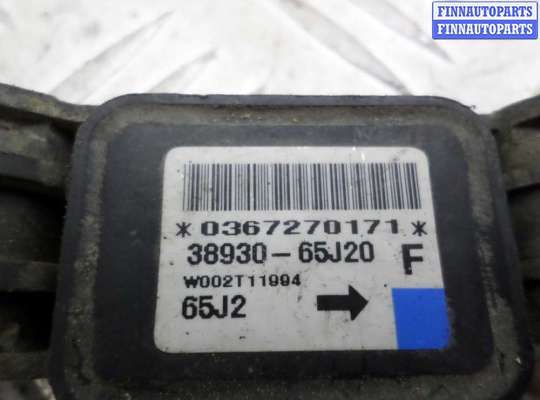 FINNAUTOPARTS
FINNAUTOPARTS
*0367270171*
38930-65J20 F
W002T11994
65J2